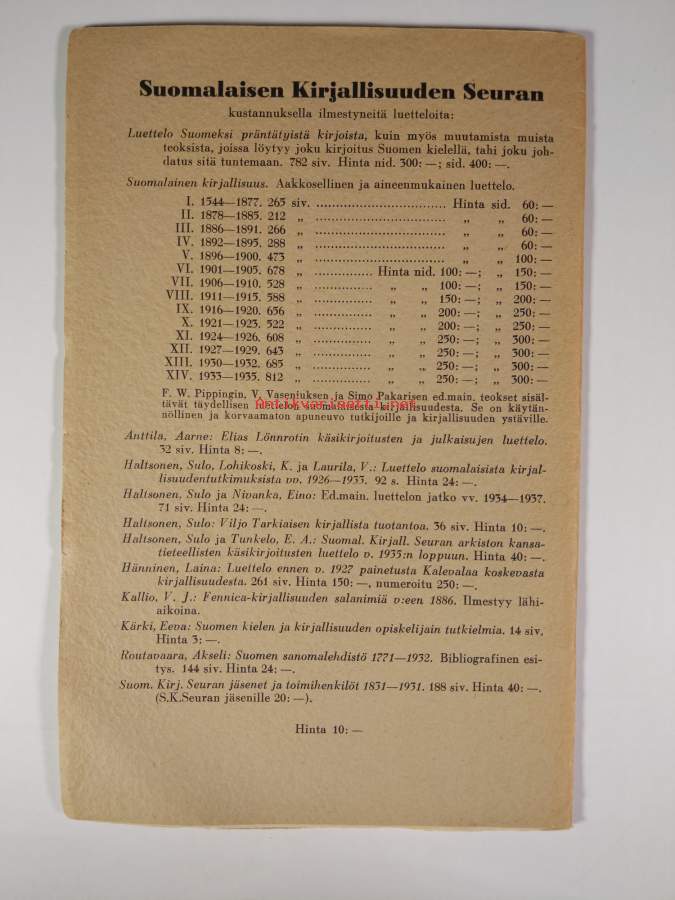 Suomalaisen Kirjallisuuden Seuran
kustannuksella ilmestyneitä luetteloita:
Luettelo Suomeksi präntätyistä kirjoista, kuin myös muutamista muista
teoksista, joissa löytyy joku kirjoitus Suomen kielellä, tahi joku joh-
datus sitä tuntemaan. 782 siv. Hinta nid. 300: —; sid. 400: —.
Suomalainen kirjallisuus. Aakkosellinen ja aineenmukainen luettelo.
I. 1544—1877. 265 siv. ................................ Hinta sid. 60: —
II. 1878—1885. 212 „ ................................ „ „ 60: —
III. 1886—1891. 266 „ ................................ „ „ 60: —
IV. 1892—1895. 288 „ ................................ „ „ 60: —
V. 1896—1900. 473 „ ................................ „ „ 100: —
VI. 1901—1905. 678 „ .............. Hinta nid. 100: —; „ 150: —
VII. 1906—1910. 528 „ .............. „ „ 100: —; „ 150: —
VIII. 1911—1915. 588 „ .............. „ „ 150: —; „ 200: —
IX. 1916—1920. 656 „ .............. „ „ 200: —; „ 250: —
X. 1921—1923. 522 „ .............. „ „ 200: —; „ 250: —
XI. 1924—1926. 608 „ .............. „ „ 250: —; „ 300: —
XII. 1927—1929. 643 „ .............. „ „ 250: —; „ 300: —
XIII. 1930—1932. 685 „ .............. „ „ 250: —; „ 300: —
XIV. 1933—1935. 812 „ .............. „ „ 250: —; „ 300: —
F. W. Pippingin, V. Vaseniuksen ja Simo Pakarisen ed.main. teokset sisäl-
tävät täydellisen luettelon suomalaisesta kirjallisuudesta. Se on käytän-
nöllinen ja korvaamaton apuneuvo tutkijoille ja kirjallisuuden ystäville.
Anttila, Aarne: Elias Lönnrotin käsikirjoitusten ja julkaisujen luettelo.
32 siv. Hinta 8: —.
Haltsonen, Sulo, Lohikoski, K. ja Laurila, V.: Luettelo suomalaisista kirjal-
lisuudentutkimuksista vv. 1926—1933. 92 s. Hinta 24: —.
Haltsonen, Sulo ja Nivanka, Eino: Ed.main. luettelon jatko vv. 1934—1937.
71 siv. Hinta 24: —.
Haltsonen, Sulo: Viljo Tarkiaisen kirjallista tuotantoa. 36 siv. Hinta 10: —.
Haltsonen, Sulo ja Tunkelo, E. A.: Suomal. Kirjall. Seuran arkiston kansa-
tieteellisten käsikirjoitusten luettelo v. 1935:n loppuun. Hinta 40: —.
Hänninen, Laina: Luettelo ennen v. 1927 painetusta Kalevalaa koskevasta
kirjallisuudesta. 261 siv. Hinta 150: —, numeroitu 250: —.
Kallio, V. J.: Fennica-kirjallisuuden salanimiä v:een 1886. Ilmestyy lähi-
aikoina.
Kärki, Eeva: Suomen kielen ja kirjallisuuden opiskelijain tutkielmia. 14 siv.
Hinta 3: —.
Routavaara, Akseli: Suomen sanomalehdistö 1771—1932. Bibliografinen esi-
tys. 144 siv. Hinta 24: —.
Suom. Kirj. Seuran jäsenet ja toimihenkilöt 1831—1931. 188 siv. Hinta 40: —.
(S.K.Seuran jäsenille 20: —).
Hinta 10: —